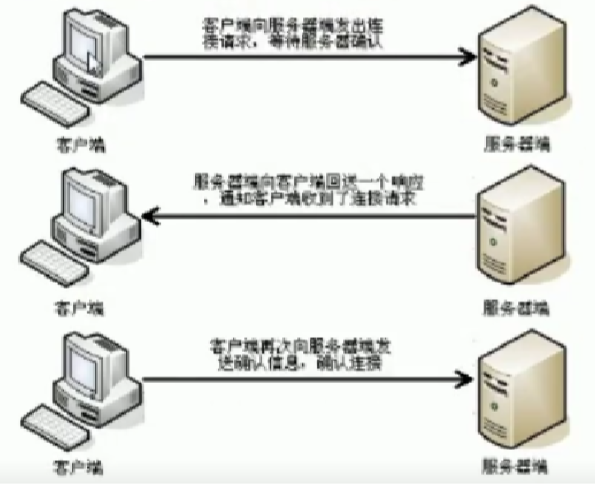 客户端向服务器端发出连
接请求，等待服务器确认
客户端
服务器端
服务器端向客户端回送一个响应
，通知客户端收到了连接请求
客户端
服务器端
客户端再次向服务器端发
送确认信息，确认连接
客户端
服务器端